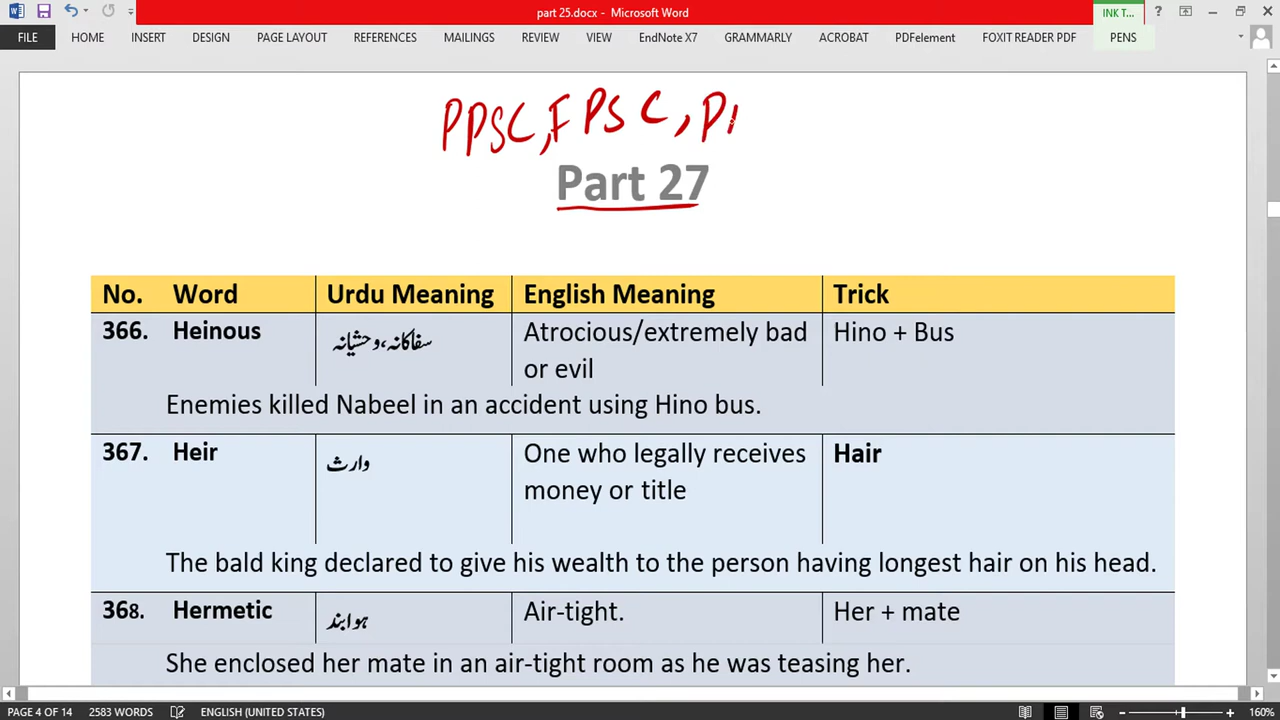 part 25.docx - Microsoft Word
INK T...
FILE HOME INSERT DESIGN PAGE LAYOUT REFERENCES MAILINGS REVIEW VIEW EndNote X7 GRAMMARLY ACROBAT PDFelement FOXIT READER PDF PENS
PPSC, FPSC, P
Part 27
No. Word Urdu Meaning English Meaning Trick
366. Heinous سفاکانہ، وحشیانہ Atrocious/extremely bad Hino + Bus
or evil
Enemies killed Nabeel in an accident using Hino bus.
367. Heir وارث One who legally receives Hair
money or title
The bald king declared to give his wealth to the person having longest hair on his head.
368. Hermetic ہوا بند Air-tight. Her + mate
She enclosed her mate in an air-tight room as he was teasing her.
PAGE 4 OF 14 2583 WORDS ENGLISH (UNITED STATES) 160%